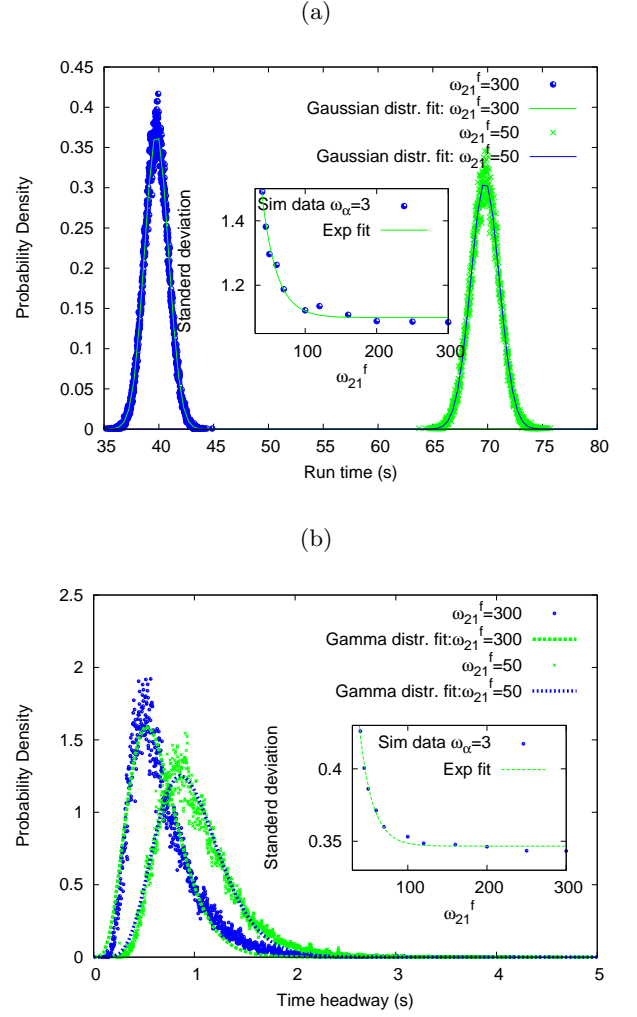 (a)
0.45
0.4
0.35
0.3
0.25
0.2
0.15
0.1
0.05
0
Probability Density
35 40 45 50 55 60 65 70 75 80
Run time (s)
ω₂₁ᶠ=300
Gaussian distr. fit: ω₂₁ᶠ=300
ω₂₁ᶠ=50
Gaussian distr. fit: ω₂₁ᶠ=50
Standerd deviation
1.4
1.2
100 200 300
ω₂₁ᶠ
Sim data ωα=3
Exp fit
(b)
2.5
2
1.5
1
0.5
0
Probability Density
0 1 2 3 4 5
Time headway (s)
ω₂₁ᶠ=300
Gamma distr. fit:ω₂₁ᶠ=300
ω₂₁ᶠ=50
Gamma distr. fit:ω₂₁ᶠ=50
Standerd deviation
0.4
0.35
100 200 300
ω₂₁ᶠ
Sim data ωα=3
Exp fit